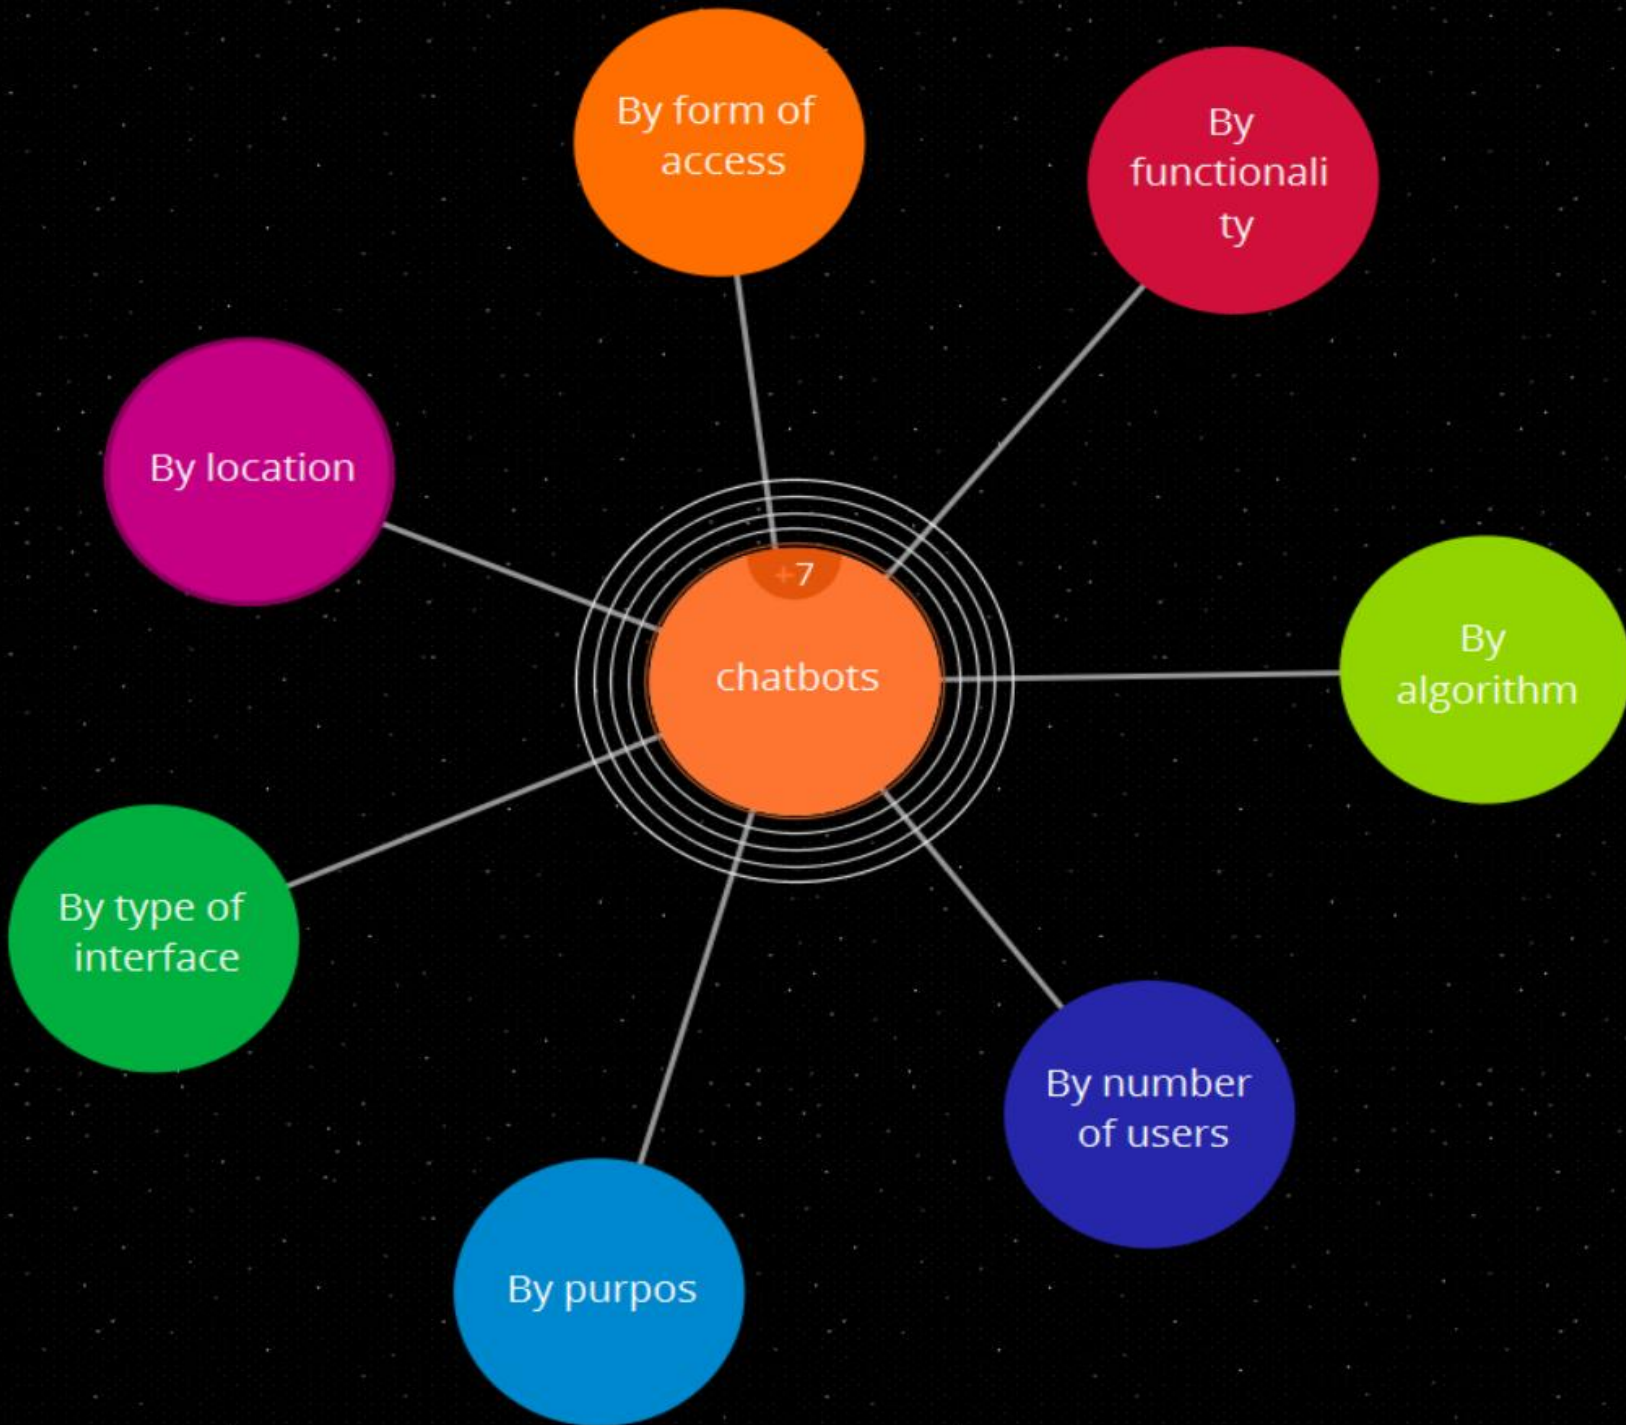 By form of
access
By
functionali
ty
By location
+7
chatbots
By
algorithm
By type of
interface
By number
of users
By purpos